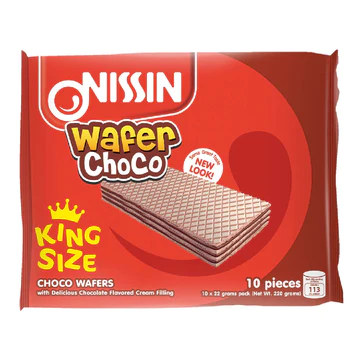 NISSIN
Wafer
Choco
Same Great Taste
NEW
LOOK!
KING
SIZE
CHOCO WAFERS
with Delicious Chocolate Flavored Cream Filling
10 pieces
10 x 22 grams pack (Net Wt. 220 grams)
113